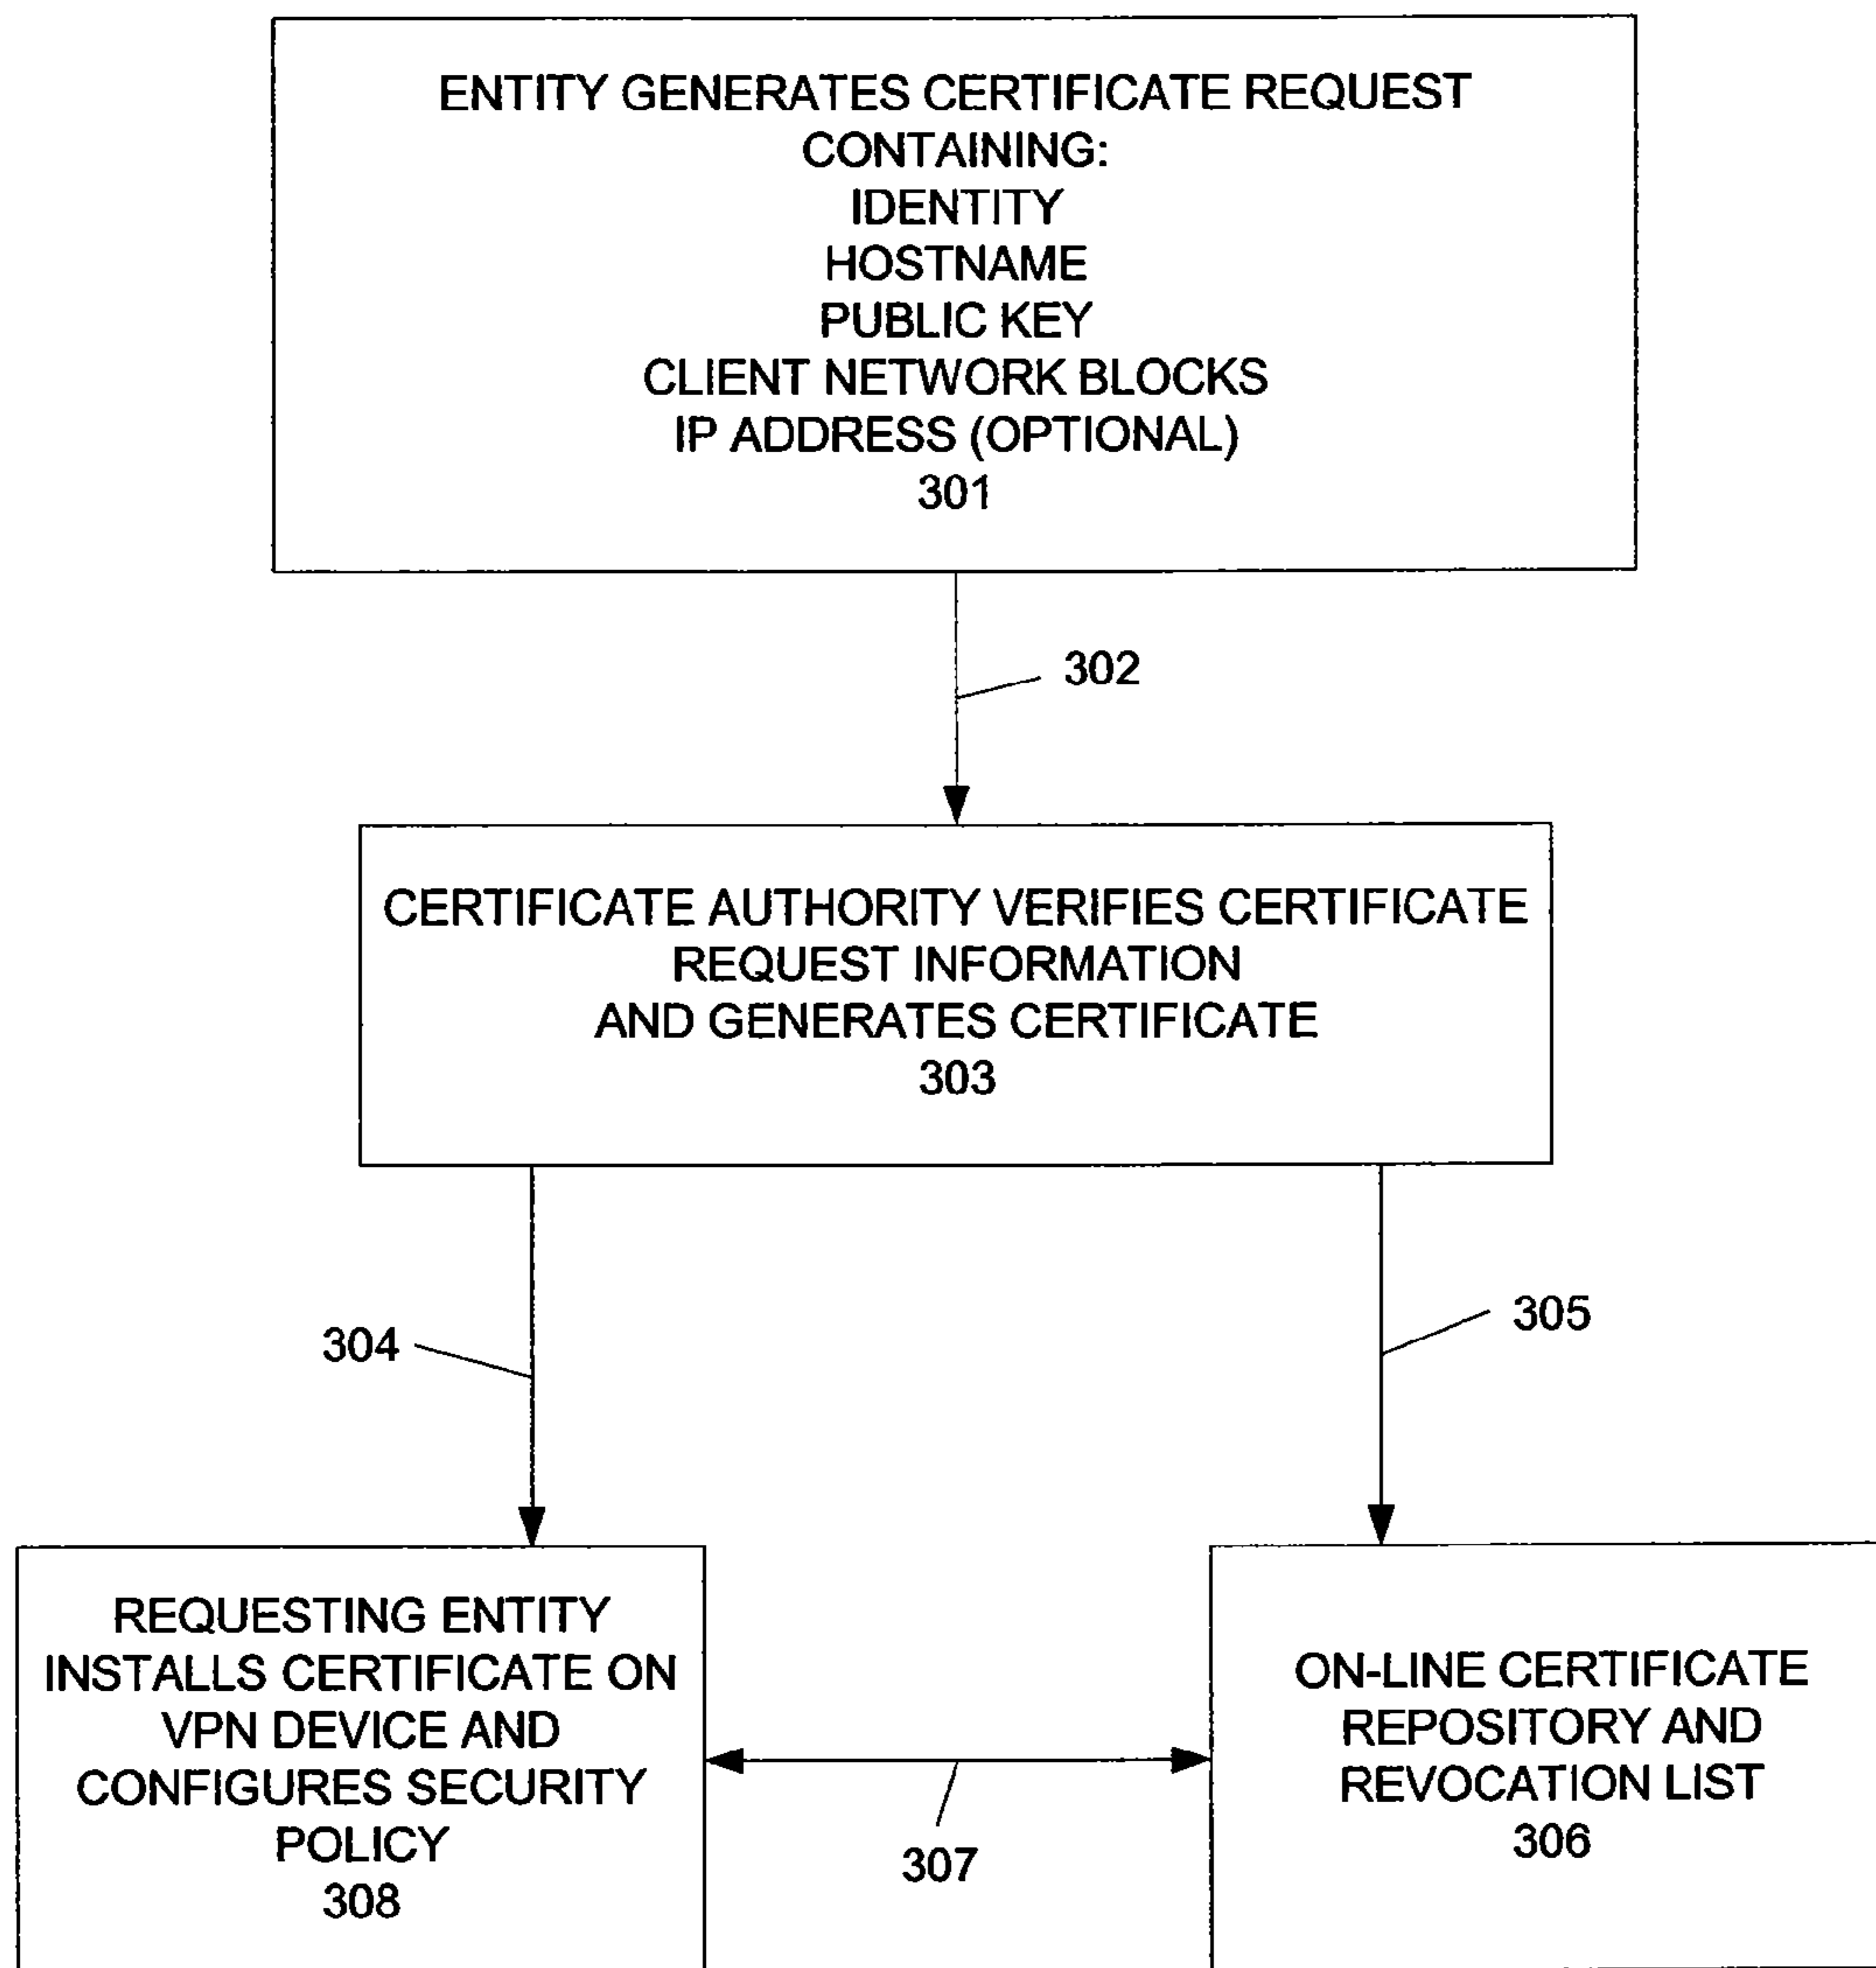 ENTITY GENERATES CERTIFICATE REQUEST
CONTAINING:
IDENTITY
HOSTNAME
PUBLIC KEY
CLIENT NETWORK BLOCKS
IP ADDRESS (OPTIONAL)
301
302
CERTIFICATE AUTHORITY VERIFIES CERTIFICATE
REQUEST INFORMATION
AND GENERATES CERTIFICATE
303
304
305
REQUESTING ENTITY
INSTALLS CERTIFICATE ON
VPN DEVICE AND
CONFIGURES SECURITY
POLICY
308
307
ON-LINE CERTIFICATE
REPOSITORY AND
REVOCATION LIST
306